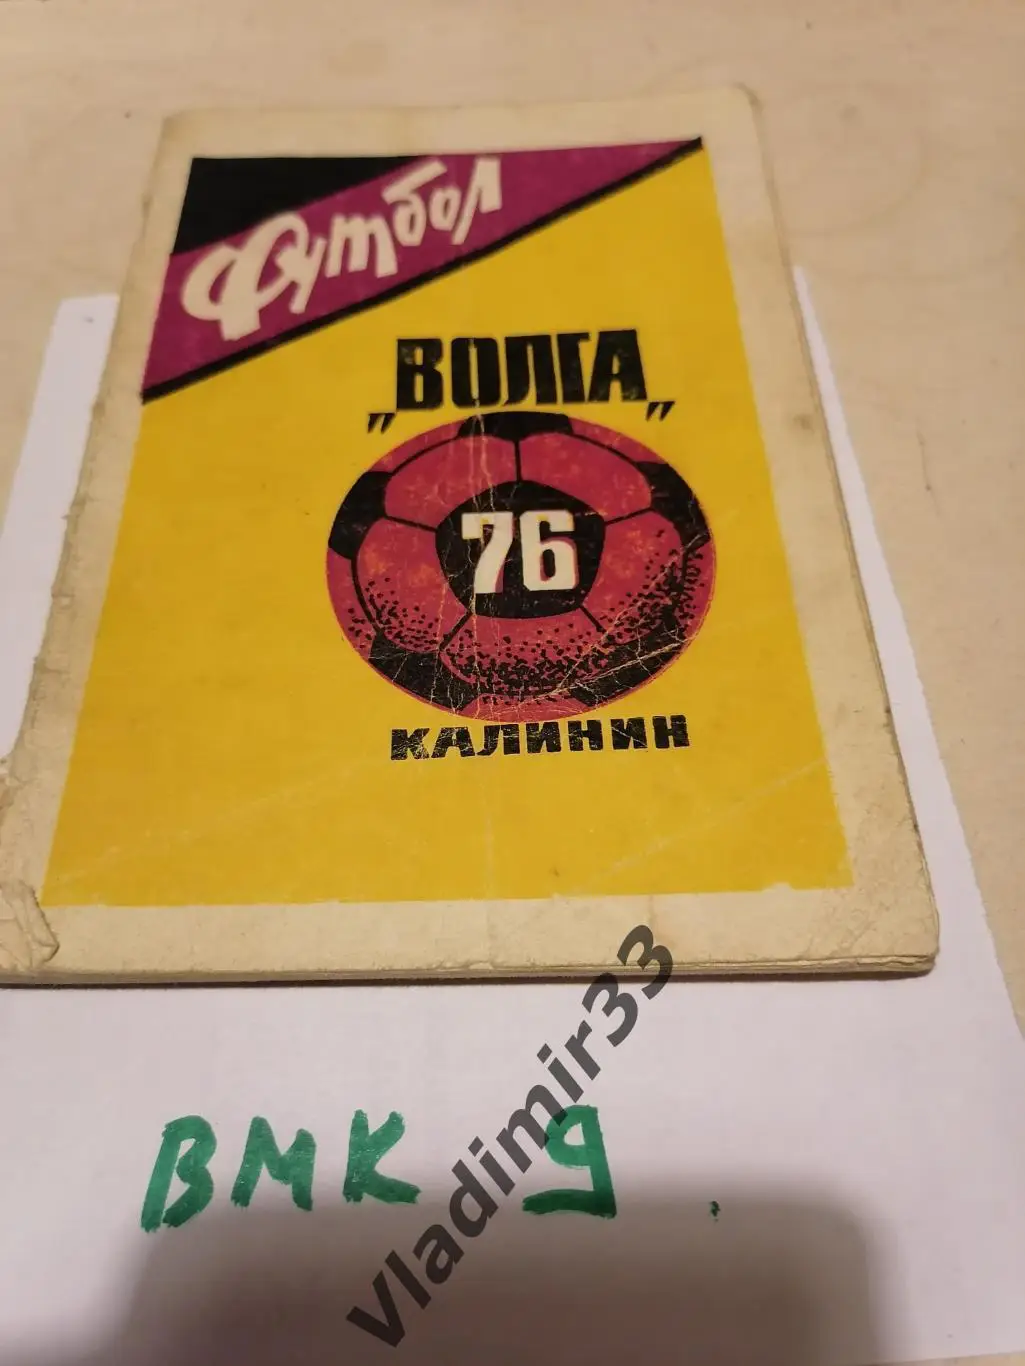 Футбол
„ВОЛГА"
76
КАЛИНИН
ВМК 9.
Vladimir33